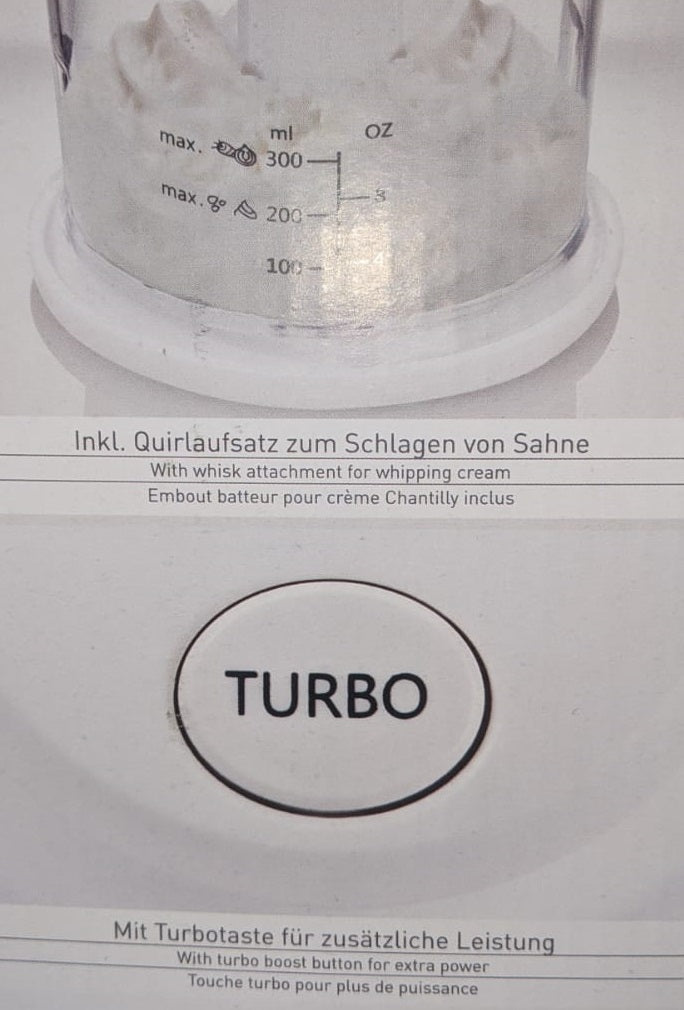 ml oz
max. 300
max. 200
100
Inkl. Quirlaufsatz zum Schlagen von Sahne
With whisk attachment for whipping cream
Embout batteur pour crème Chantilly inclus
TURBO
Mit Turbotaste für zusätzliche Leistung
With turbo boost button for extra power
Touche turbo pour plus de puissance